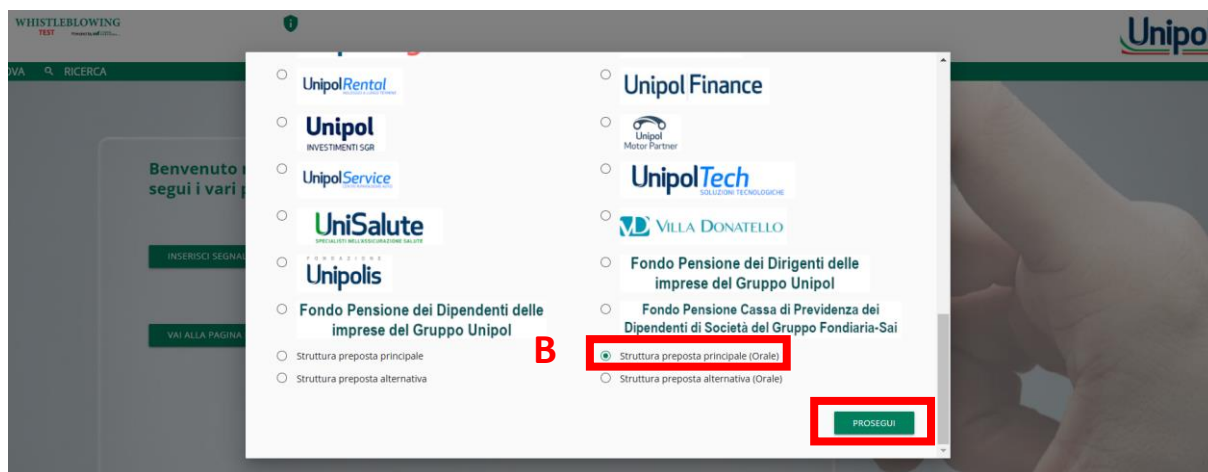 WHISTLEBLOWING
TEST
Unipo
OVA RICERCA
UnipolRental
Unipol Finance
Unipol
INVESTIMENTI SGR
Unipol
Motor Partner
Benvenuto
segui i vari p
UnipolService
UnipolTech
SOLUZIONI TECNOLOGICHE
UniSalute
SPECIALISTI NELL'ASSICURAZIONE SALUTE
VD VILLA DONATELLO
INSERISCI SEGNAL
FONDAZIONE
Unipolis
Fondo Pensione dei Dirigenti delle
imprese del Gruppo Unipol
Fondo Pensione dei Dipendenti delle
imprese del Gruppo Unipol
Fondo Pensione Cassa di Previdenza dei
Dipendenti di Società del Gruppo Fondiaria-Sai
VAI ALLA PAGINA
Struttura preposta principale
B
Struttura preposta principale (Orale)
Struttura preposta alternativa
Struttura preposta alternativa (Orale)
PROSEGUI